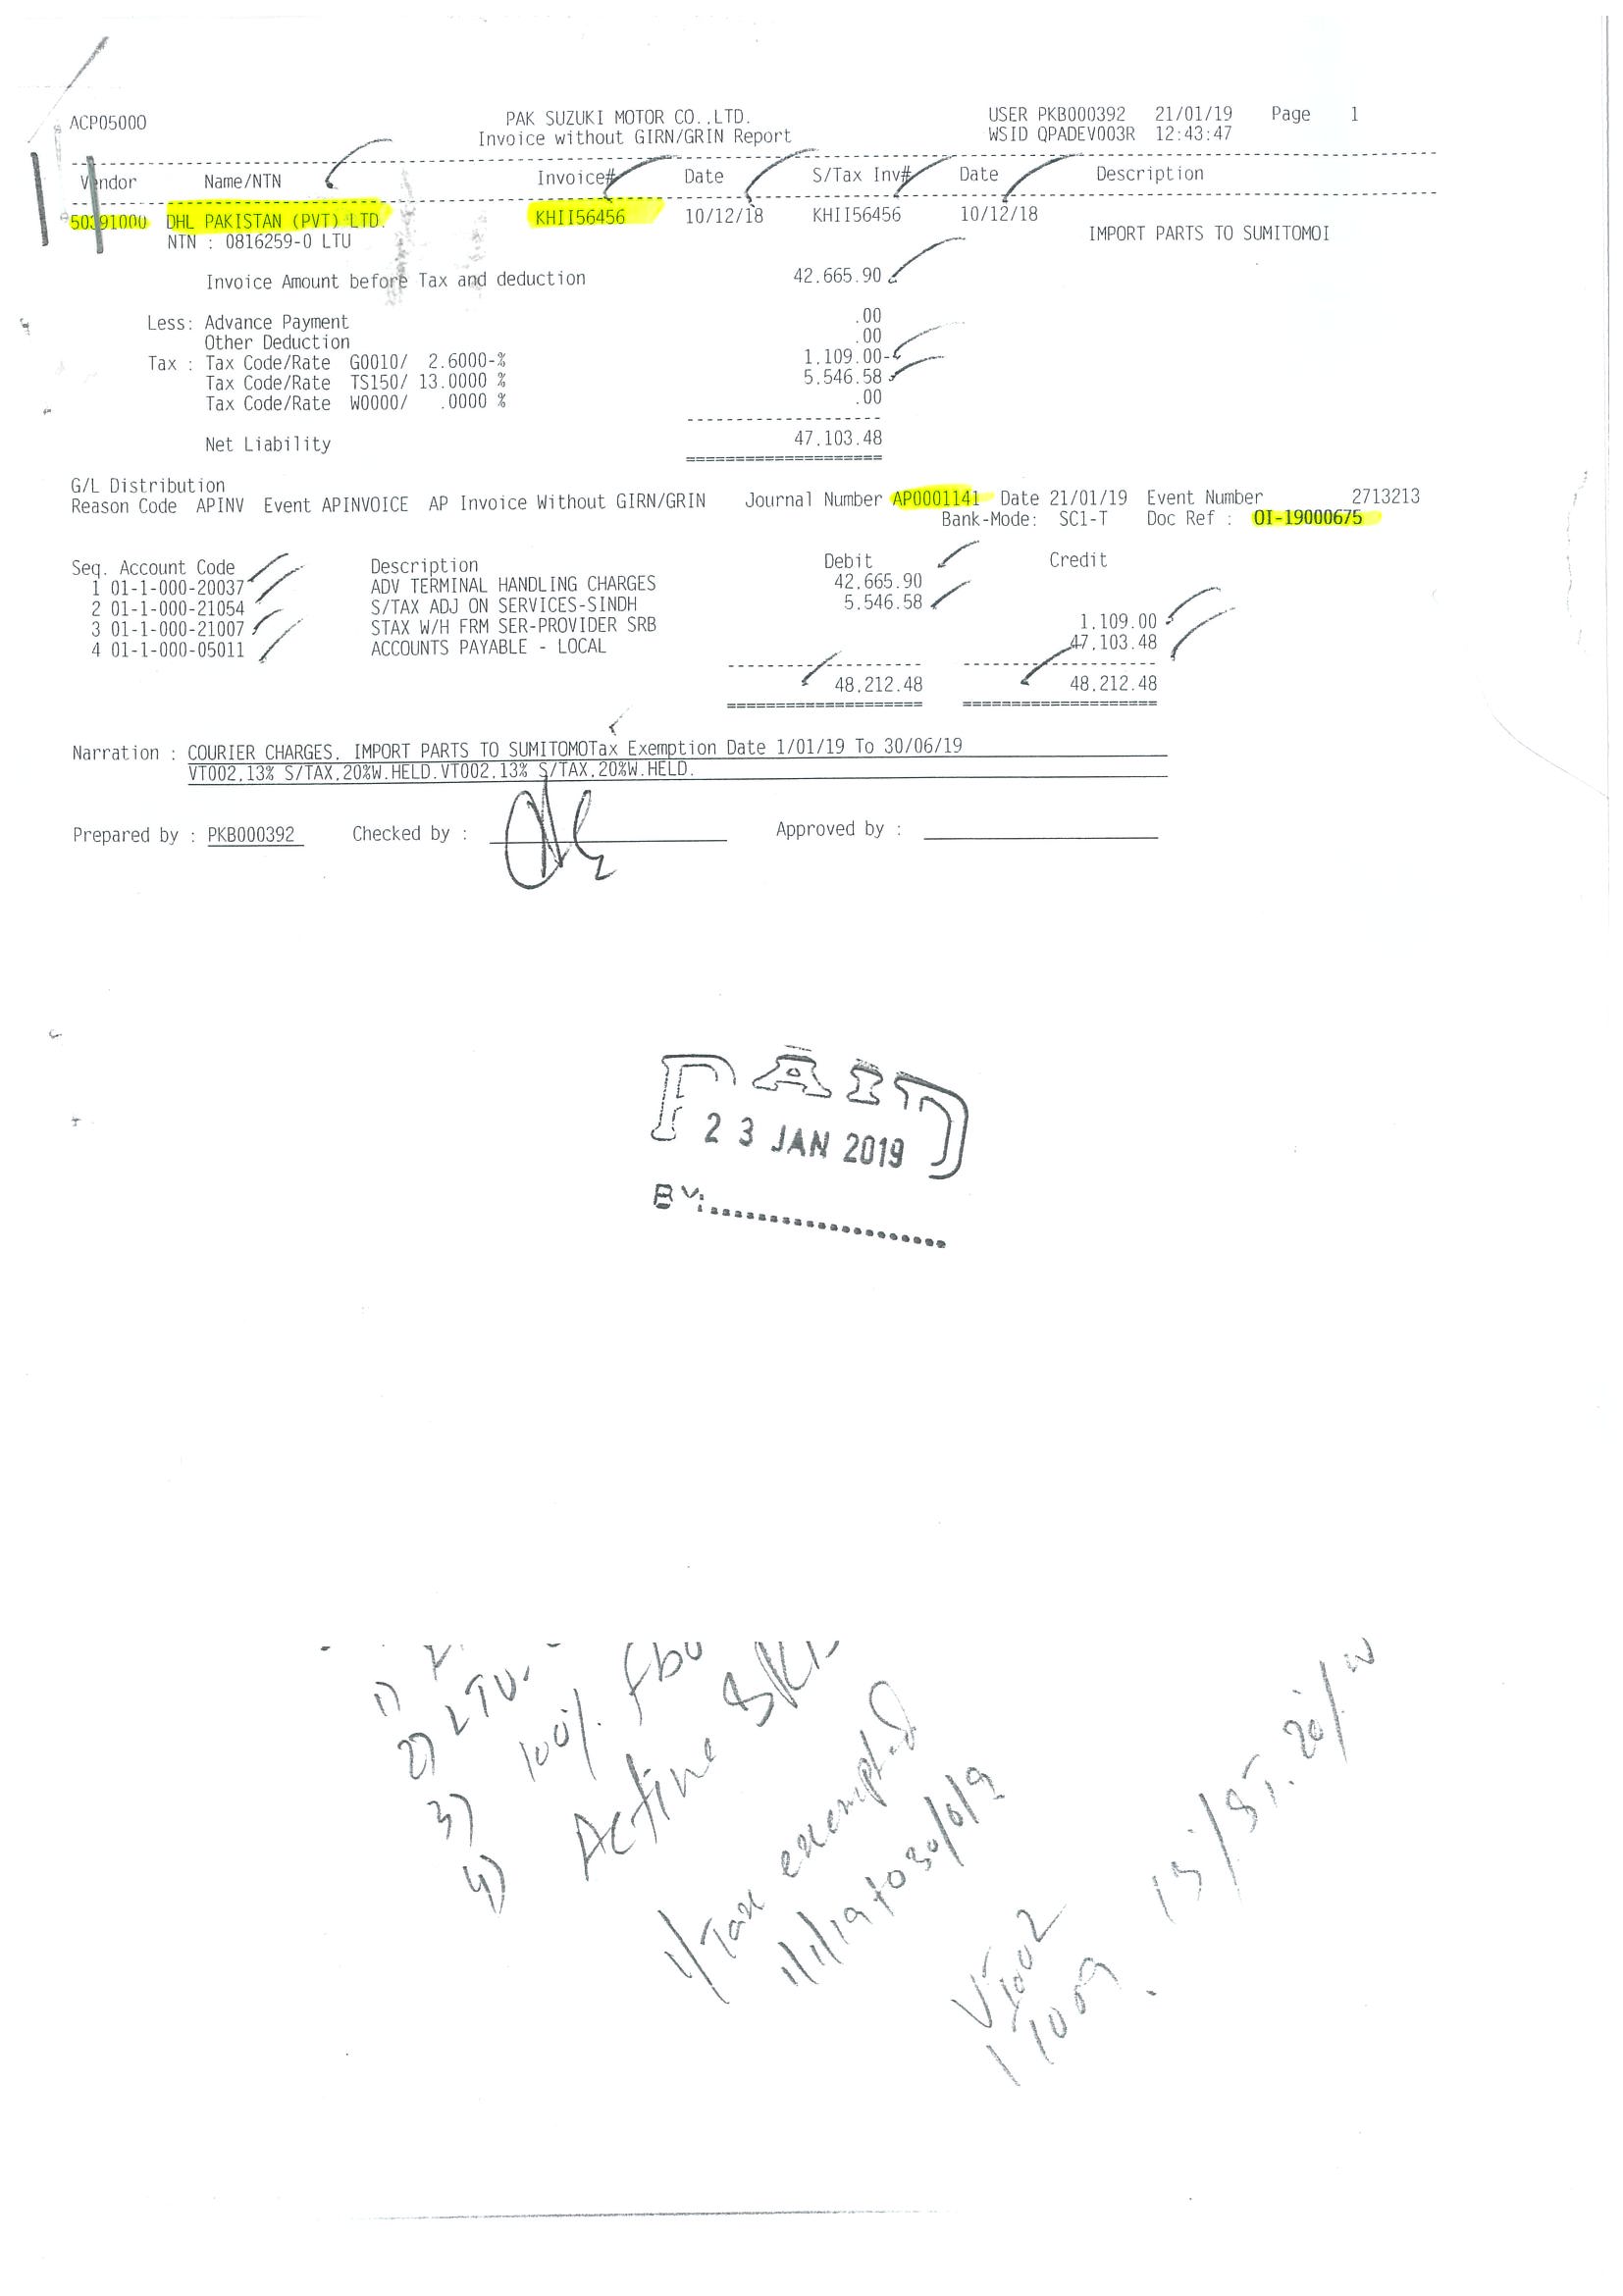 ACP05000 PAK SUZUKI MOTOR CO.,LTD. USER PKB000392 21/01/19 Page 1
Invoice without GIRN/GRIN Report WSID QPADEV003R 12:43:47
Vendor Name/NTN Invoice# Date S/Tax Inv# Date Description
50391000 DHL PAKISTAN (PVT) LTD. KHII56456 10/12/18 KHII56456 10/12/18
NTN : 0816259-0 LTU IMPORT PARTS TO SUMITOMOI
Invoice Amount before Tax and deduction 42,665.90
Less: Advance Payment .00
Other Deduction .00
Tax : Tax Code/Rate G0010/ 2.6000-% 1,109.00-
Tax Code/Rate TS150/ 13.0000 % 5,546.58
Tax Code/Rate W0000/ .0000 % .00
Net Liability 47,103.48
G/L Distribution
Reason Code APINV Event APINVOICE AP Invoice Without GIRN/GRIN Journal Number AP0001141 Date 21/01/19 Event Number 2713213
Bank-Mode: SC1-T Doc Ref : OI-19000675
Seq. Account Code Description Debit Credit
1 01-1-000-20037 ADV TERMINAL HANDLING CHARGES 42,665.90
2 01-1-000-21054 S/TAX ADJ ON SERVICES-SINDH 5,546.58
3 01-1-000-21007 STAX W/H FRM SER-PROVIDER SRB 1,109.00
4 01-1-000-05011 ACCOUNTS PAYABLE - LOCAL 47,103.48
48,212.48 48,212.48
Narration : COURIER CHARGES, IMPORT PARTS TO SUMITOMOTax Exemption Date 1/01/19 To 30/06/19
VT002,13% S/TAX,20%W.HELD.VT002,13% S/TAX,20%W.HELD.
Prepared by : PKB000392 Checked by : Approved by :
PAID
23 JAN 2019
BY:
1)
2) LTU.
3) 100%
4) Active
Tax exempted
1/1/19 to 30/6/19